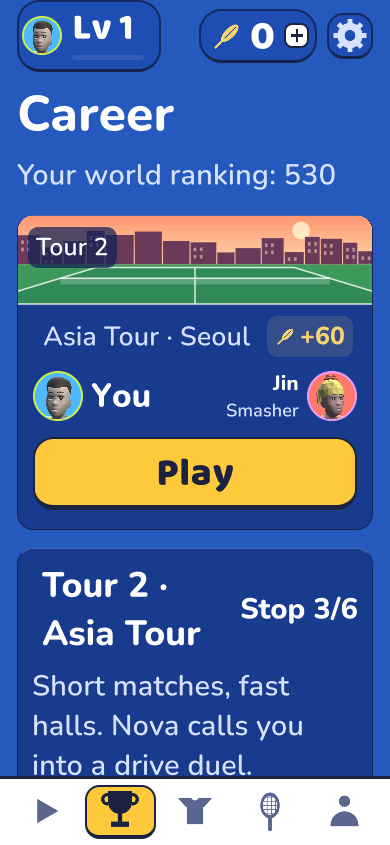 Lv 1
0
Career
Your world ranking: 530
Tour 2
Asia Tour · Seoul
+60
You
Jin
Smasher
Play
Tour 2 ·
Asia Tour
Stop 3/6
Short matches, fast
halls. Nova calls you
into a drive duel.